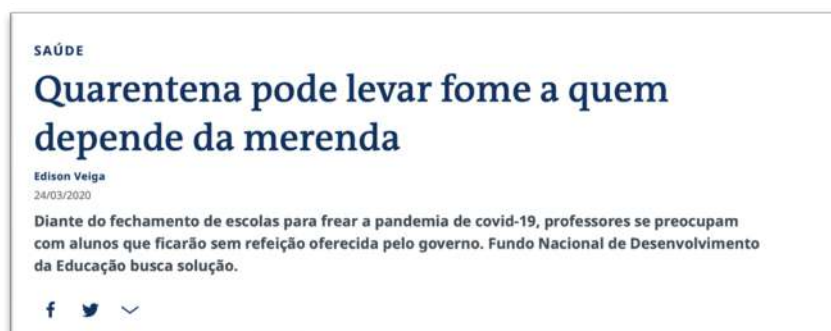 SAÚDE
Quarentena pode levar fome a quem
depende da merenda
Edison Veiga
24/03/2020
Diante do fechamento de escolas para frear a pandemia de covid-19, professores se preocupam
com alunos que ficarão sem refeição oferecida pelo governo. Fundo Nacional de Desenvolvimento
da Educação busca solução.